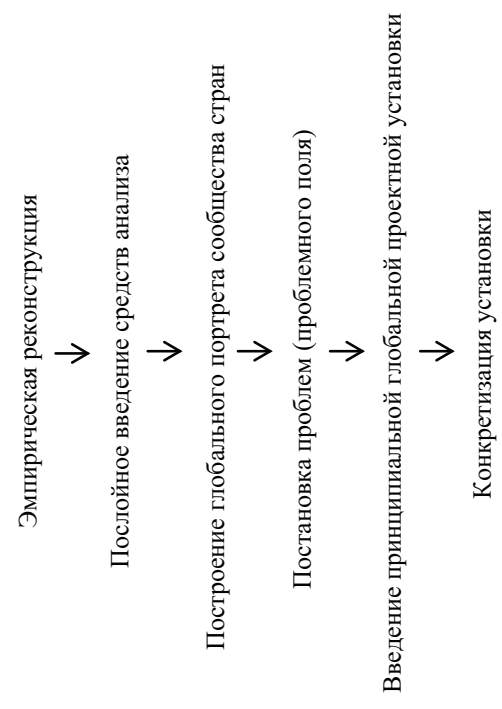 Эмпирическая реконструкция
Послойное введение средств анализа
Построение глобального портрета сообщества стран
Постановка проблем (проблемного поля)
Введение принципиальной глобальной проектной установки
Конкретизация установки